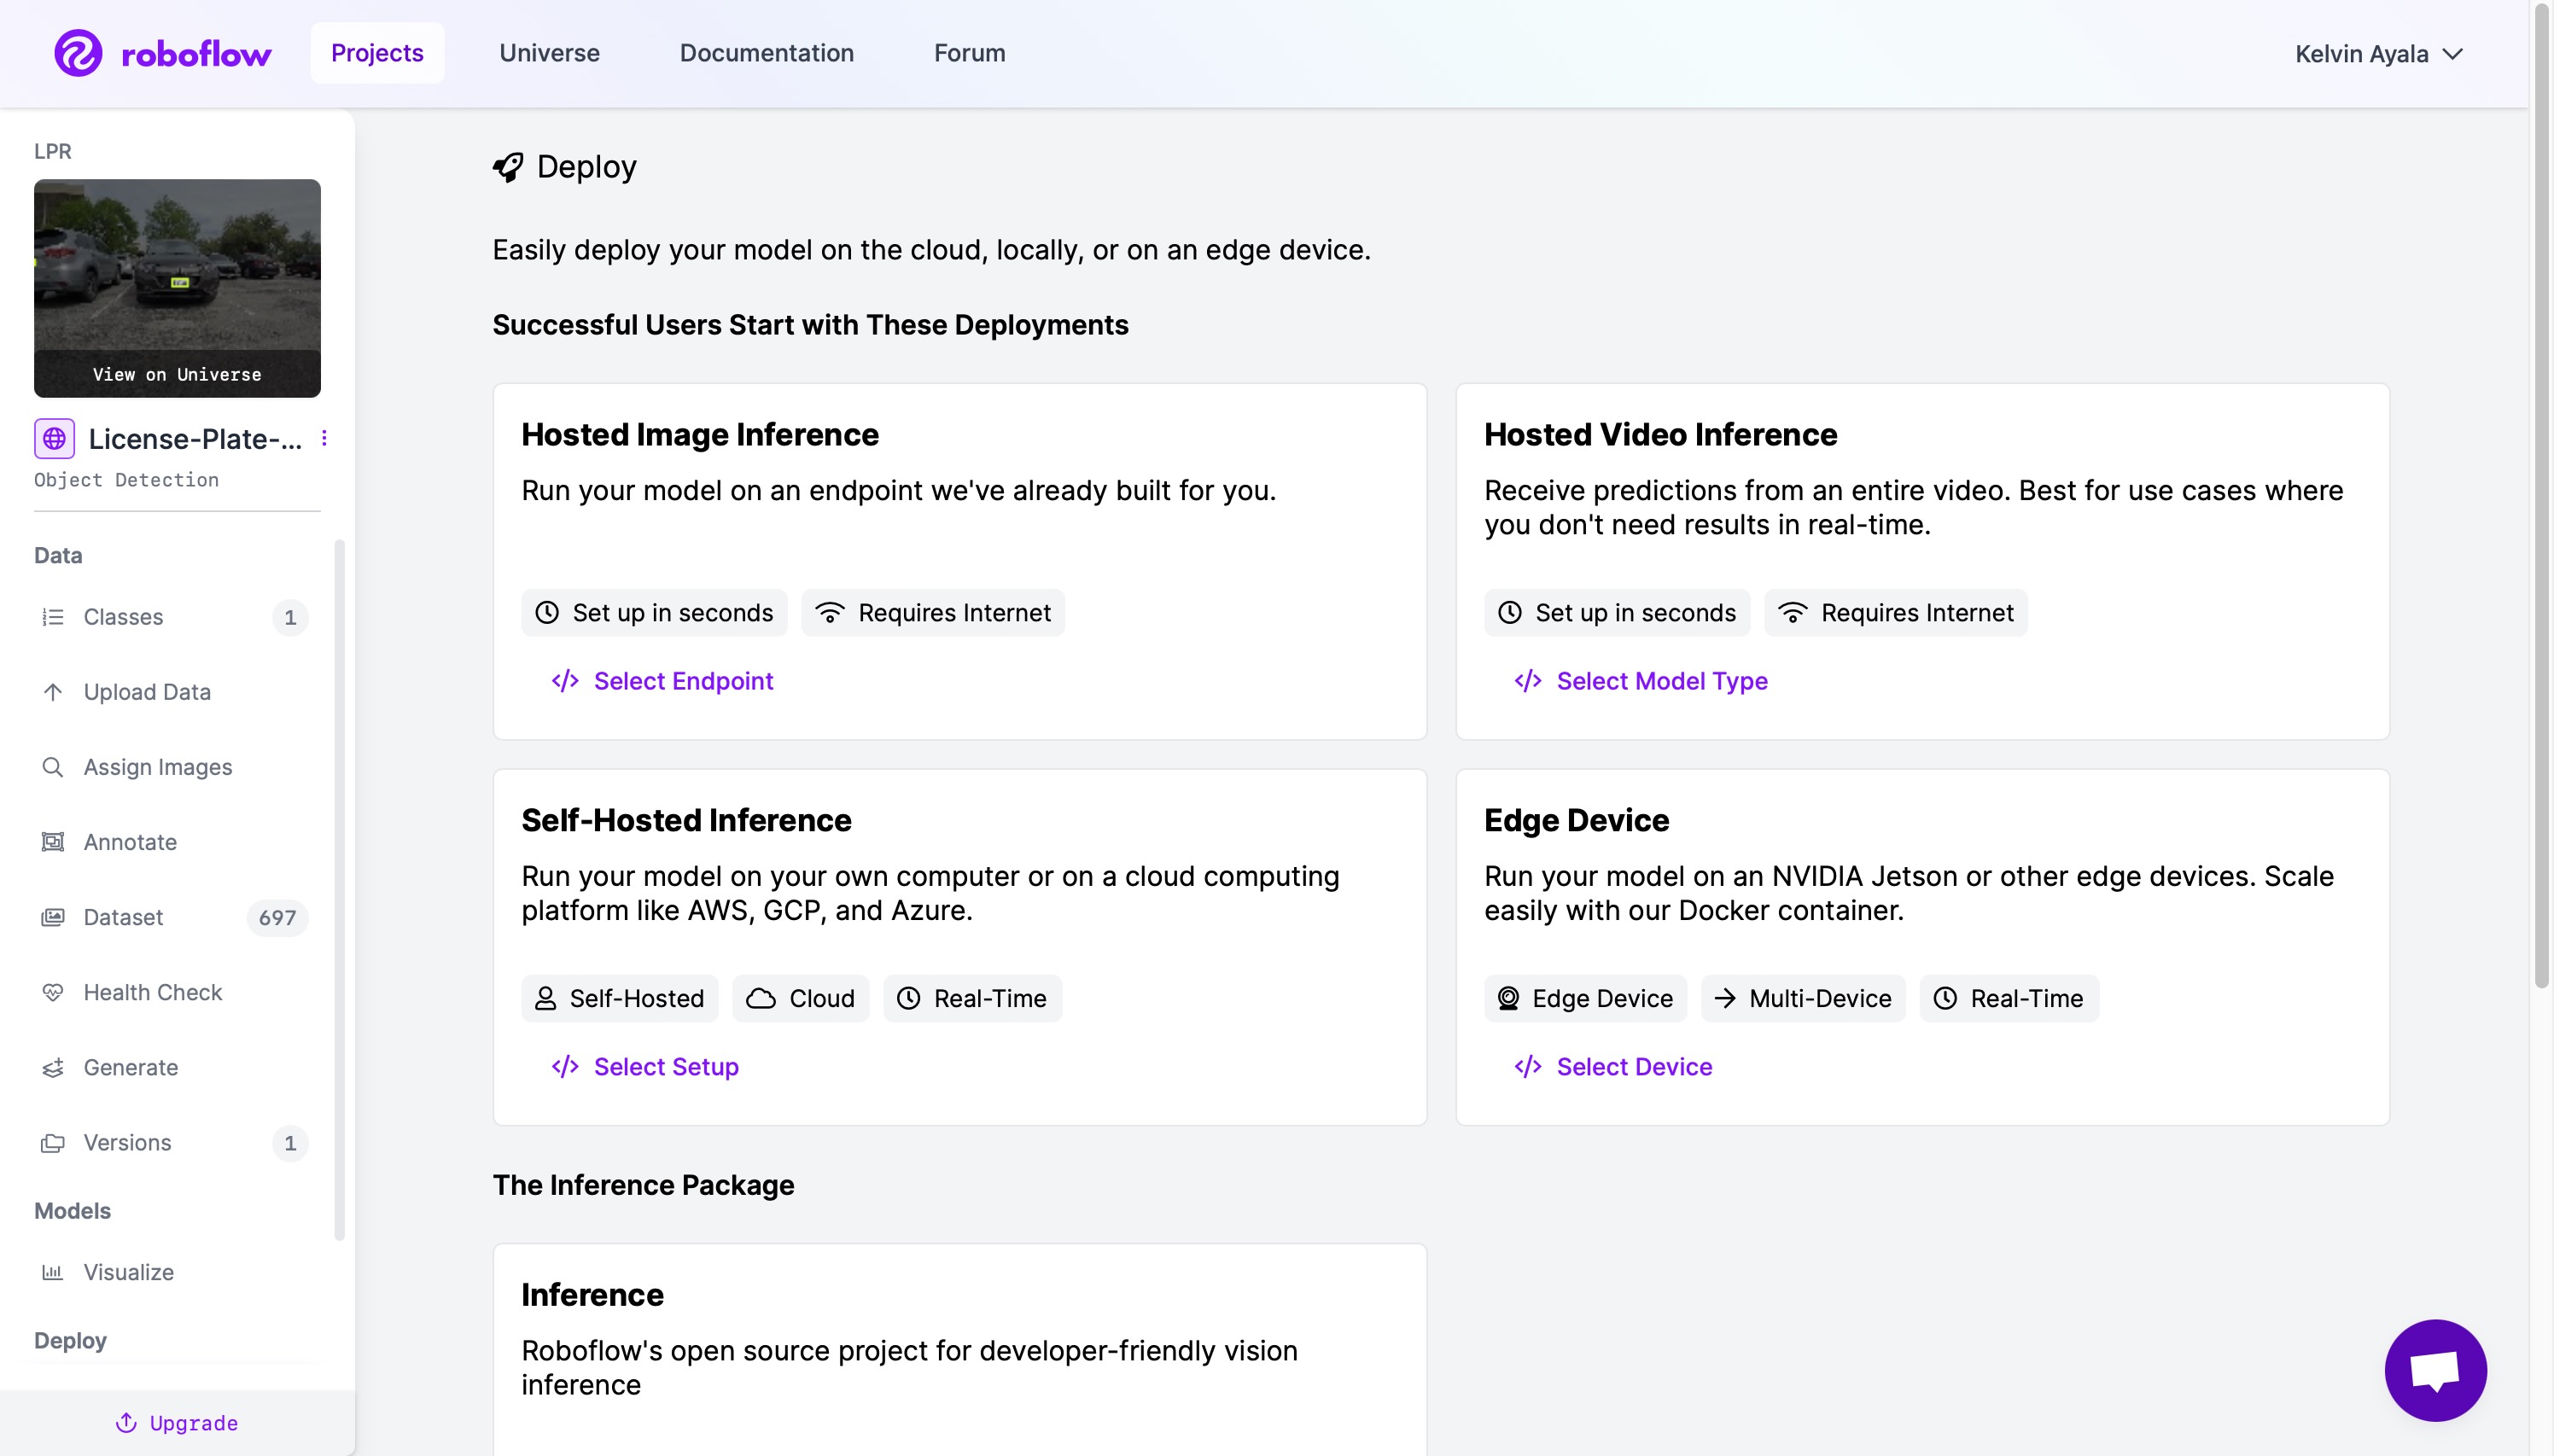 roboflow
Projects
Universe
Documentation
Forum
Kelvin Ayala
LPR
View on Universe
License-Plate-...
Object Detection
Data
Classes
1
Upload Data
Assign Images
Annotate
Dataset
697
Health Check
Generate
Versions
1
Models
Visualize
Deploy
Upgrade
Deploy
Easily deploy your model on the cloud, locally, or on an edge device.
Successful Users Start with These Deployments
Hosted Image Inference
Run your model on an endpoint we've already built for you.
Set up in seconds
Requires Internet
</> Select Endpoint
Hosted Video Inference
Receive predictions from an entire video. Best for use cases where
you don't need results in real-time.
Set up in seconds
Requires Internet
</> Select Model Type
Self-Hosted Inference
Run your model on your own computer or on a cloud computing
platform like AWS, GCP, and Azure.
Self-Hosted
Cloud
Real-Time
</> Select Setup
Edge Device
Run your model on an NVIDIA Jetson or other edge devices. Scale
easily with our Docker container.
Edge Device
Multi-Device
Real-Time
</> Select Device
The Inference Package
Inference
Roboflow's open source project for developer-friendly vision
inference